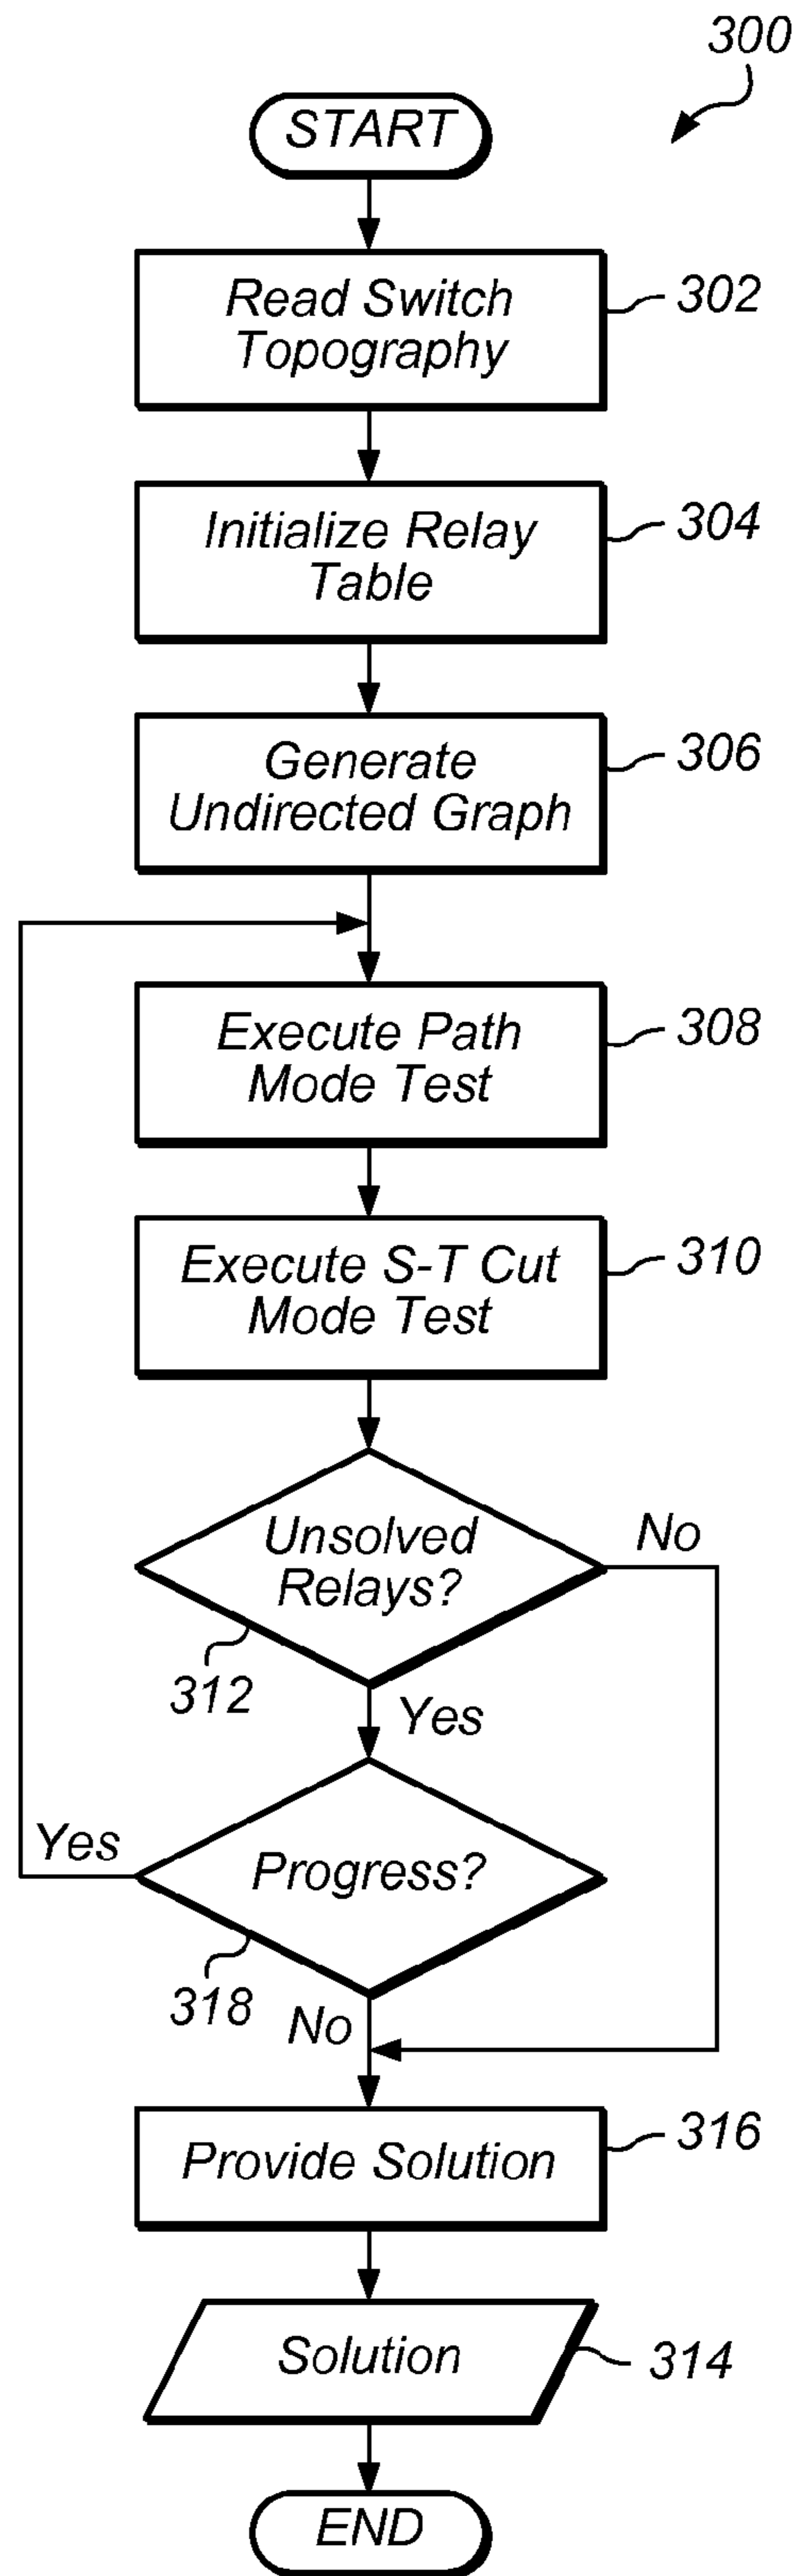 300
START
Read Switch
Topography
302
Initialize Relay
Table
304
Generate
Undirected Graph
306
Execute Path
Mode Test
308
Execute S-T Cut
Mode Test
310
Unsolved
Relays?
No
312
Yes
Yes
Progress?
318
No
Provide Solution
316
Solution
314
END